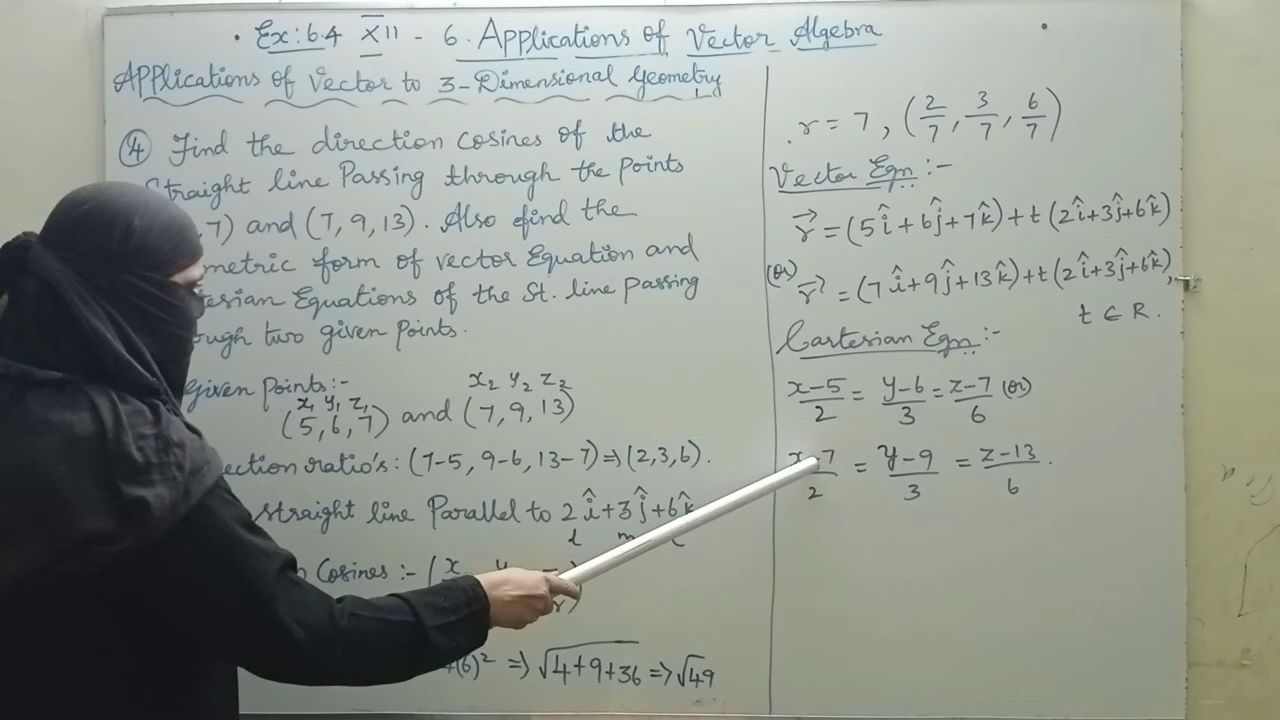 Ex: 6.4 XII - 6. Applications of Vector Algebra
Applications of Vector to 3-Dimensional Geometry
④ Find the direction cosines of the
Straight line Passing through the Points
, 7) and (7, 9, 13). Also find the
metric form of vector Equation and
esian Equations of the St. line passing
ough two given points.
Given Points:-
x₁ y₁ z₁ x₂ y₂ z₂
(5, 6, 7) and (7, 9, 13)
ection ratio's: (7-5, 9-6, 13-7) ⇒ (2,3,6).
straight line Parallel to 2î+3ĵ+6k̂
l m
Cosines :- (x/
(6)² ⇒ √4+9+36 ⇒ √49
r = 7, (2/7, 3/7, 6/7)
Vector Eqn:-
r⃗ = (5î+6ĵ+7k̂)+t(2î+3ĵ+6k̂)
(or) r⃗ = (7î+9ĵ+13k̂)+t(2î+3ĵ+6k̂),
t ∈ R.
Cartesian Eqn:-
x-5/2 = y-6/3 = z-7/6 (or)
x-7/2 = y-9/3 = z-13/6.